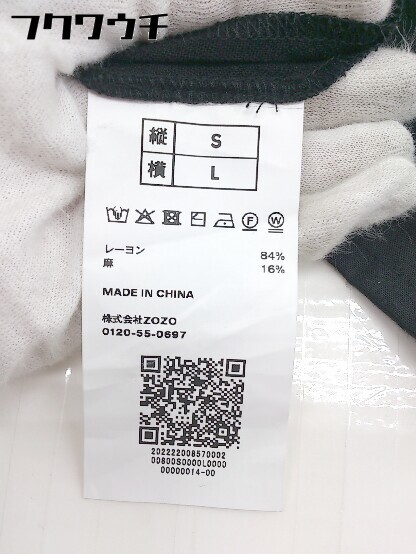 フクウウチ
縦 S
横 L
レーヨン 84%
麻 16%
MADE IN CHINA
株式会社ZOZO
0120-55-0697
202222008570002
00800S0000L0000
00000014-00